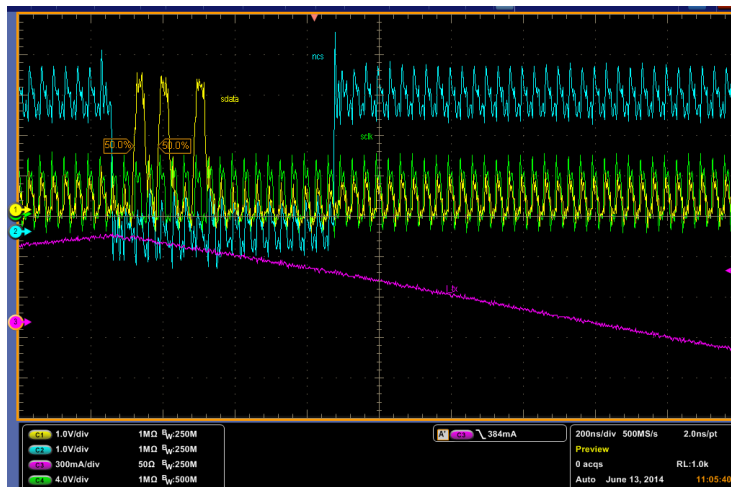 ncs
sdata
sclk
50.0%
50.0%
1
2
C1 1.0V/div 1MΩ BW:250M
C2 1.0V/div 1MΩ BW:250M
C3 300mA/div 50Ω BW:250M
C4 4.0V/div 1MΩ BW:500M
A' C3 384mA
200ns/div 500MS/s 2.0ns/pt
Preview
0 acqs RL:1.0k
Auto June 13, 2014 11:05:40